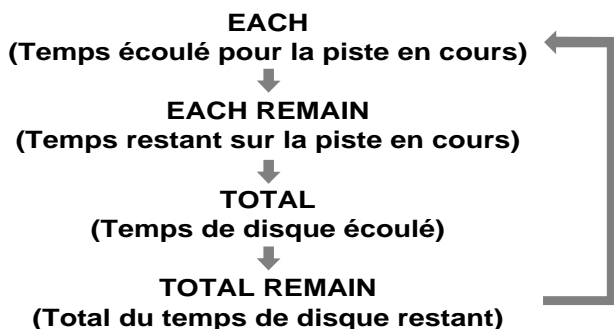 EACH
(Temps écoulé pour la piste en cours)
EACH REMAIN
(Temps restant sur la piste en cours)
TOTAL
(Temps de disque écoulé)
TOTAL REMAIN
(Total du temps de disque restant)